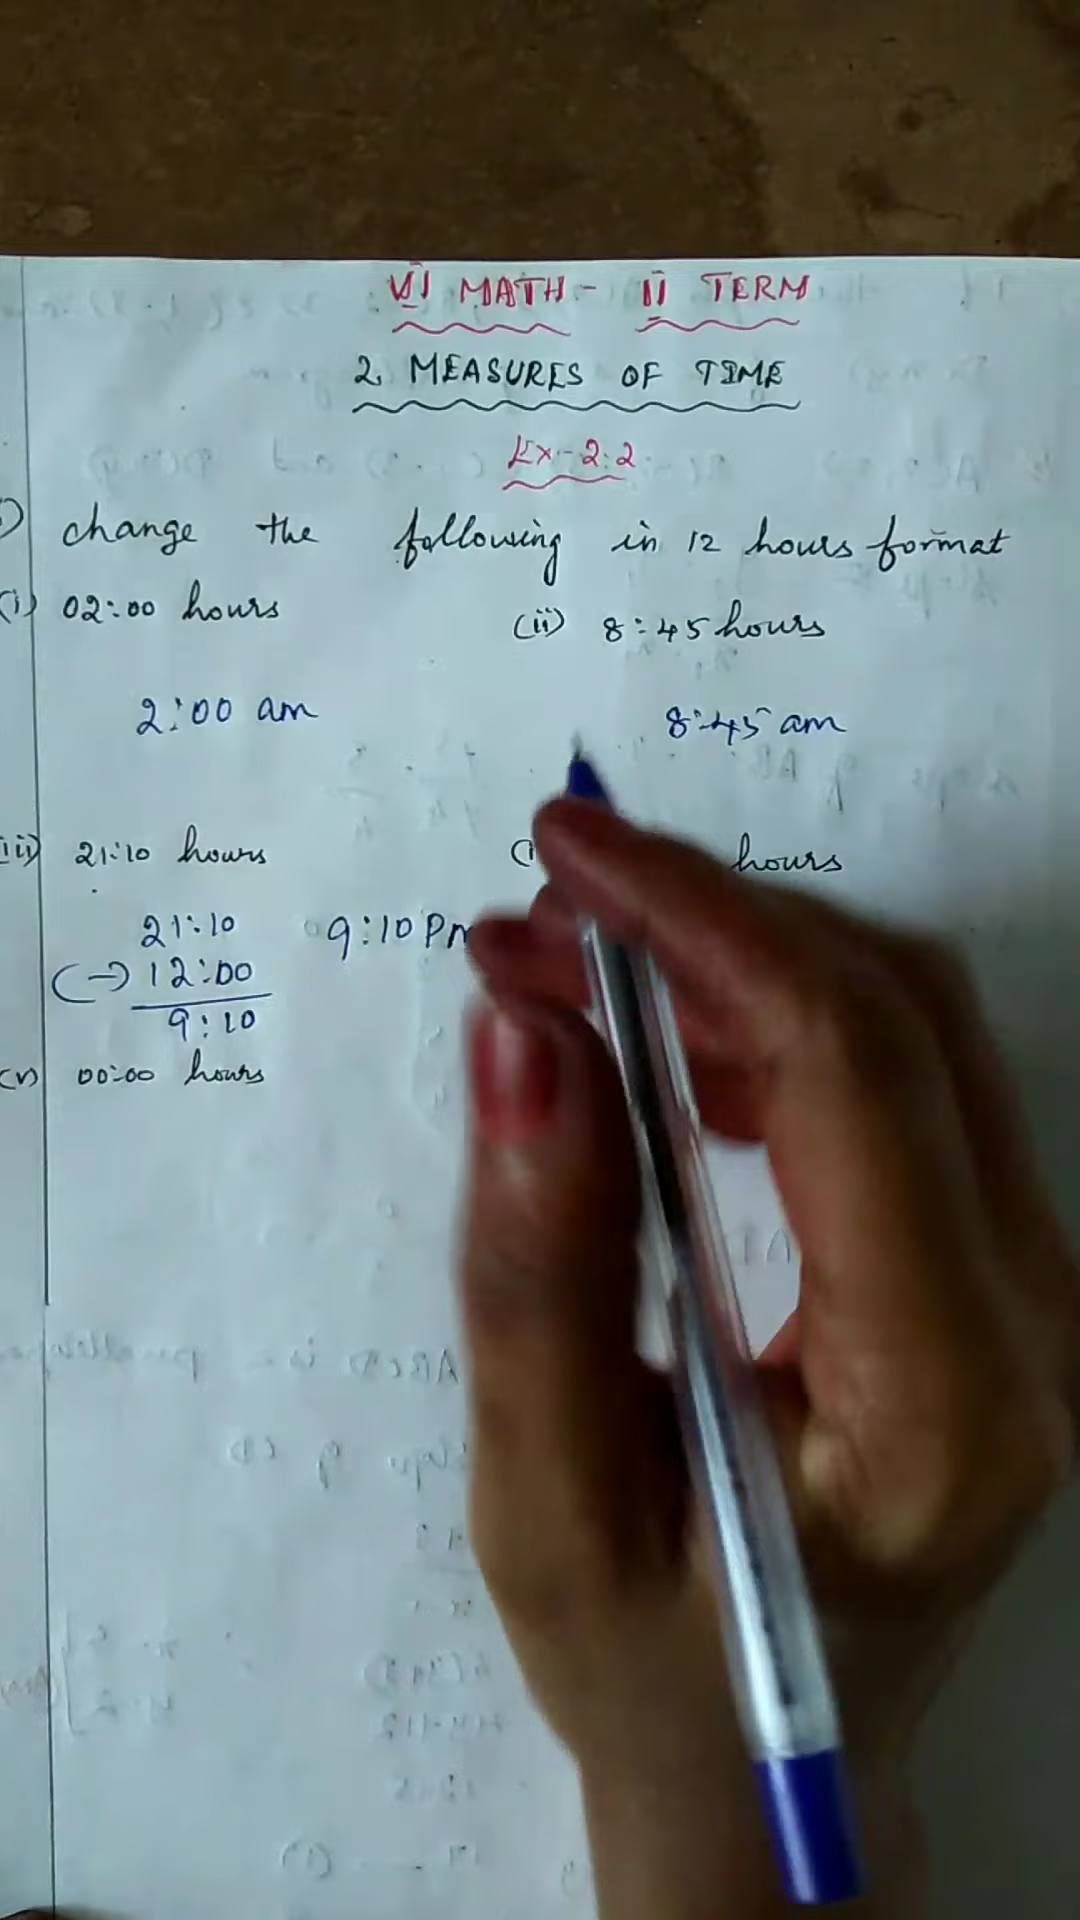 VI MATH - II TERM
2. MEASURES OF TIME
Ex - 2.2
change the following in 12 hours format
(i) 02:00 hours (ii) 8:45 hours
2:00 am 8:45 am
iii) 21:10 hours hours
21:10 9:10 Pm
(-) 12:00
9:10
(v) 00:00 hours